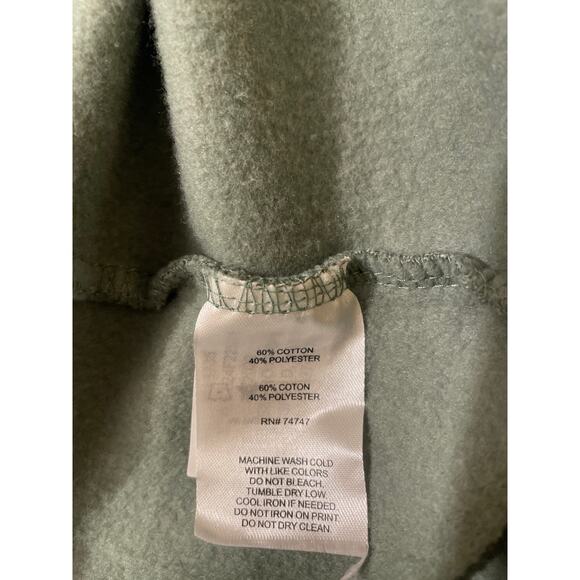 60% COTTON
40% POLYESTER
60% COTON
40% POLYESTER
RN# 74747
MACHINE WASH COLD
WITH LIKE COLORS
DO NOT BLEACH.
TUMBLE DRY LOW
COOL IRON IF NEEDED
DO NOT IRON ON PRINT
DO NOT DRY CLEAN.